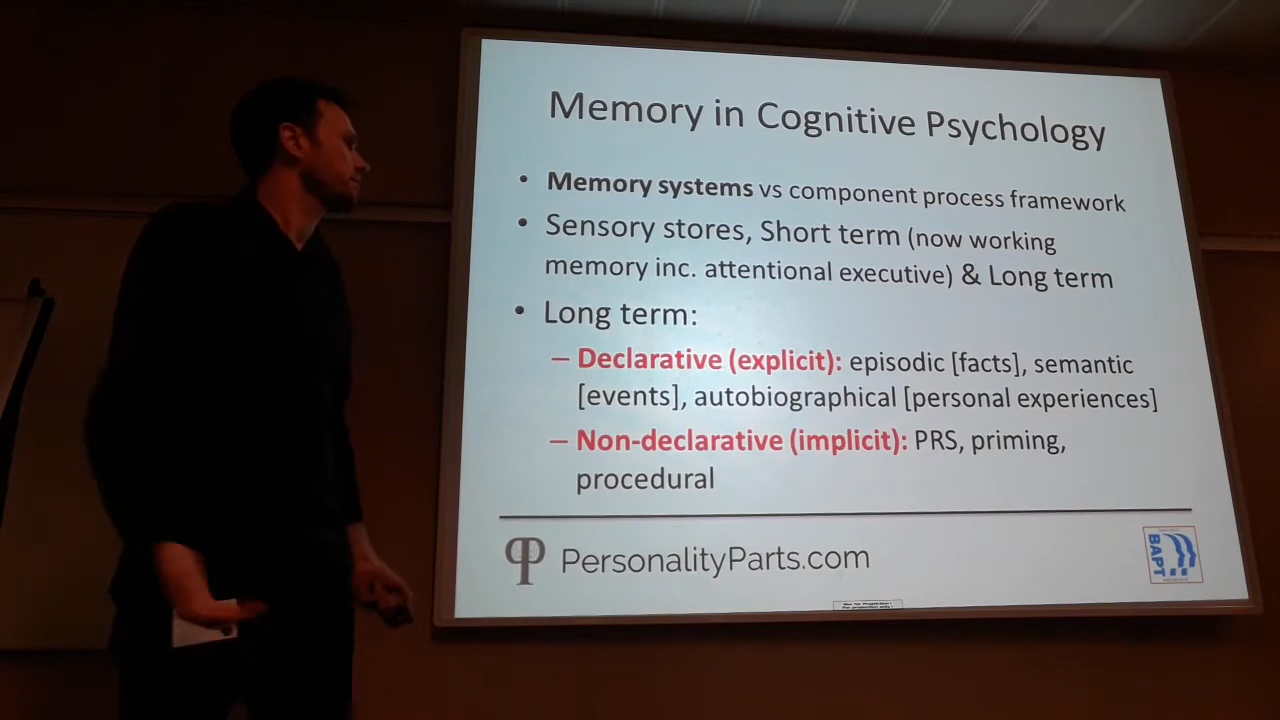 Memory in Cognitive Psychology
• Memory systems vs component process framework
• Sensory stores, Short term (now working
memory inc. attentional executive) & Long term
• Long term:
– Declarative (explicit): episodic [facts], semantic
[events], autobiographical [personal experiences]
– Non-declarative (implicit): PRS, priming,
procedural
PersonalityParts.com
BAPT